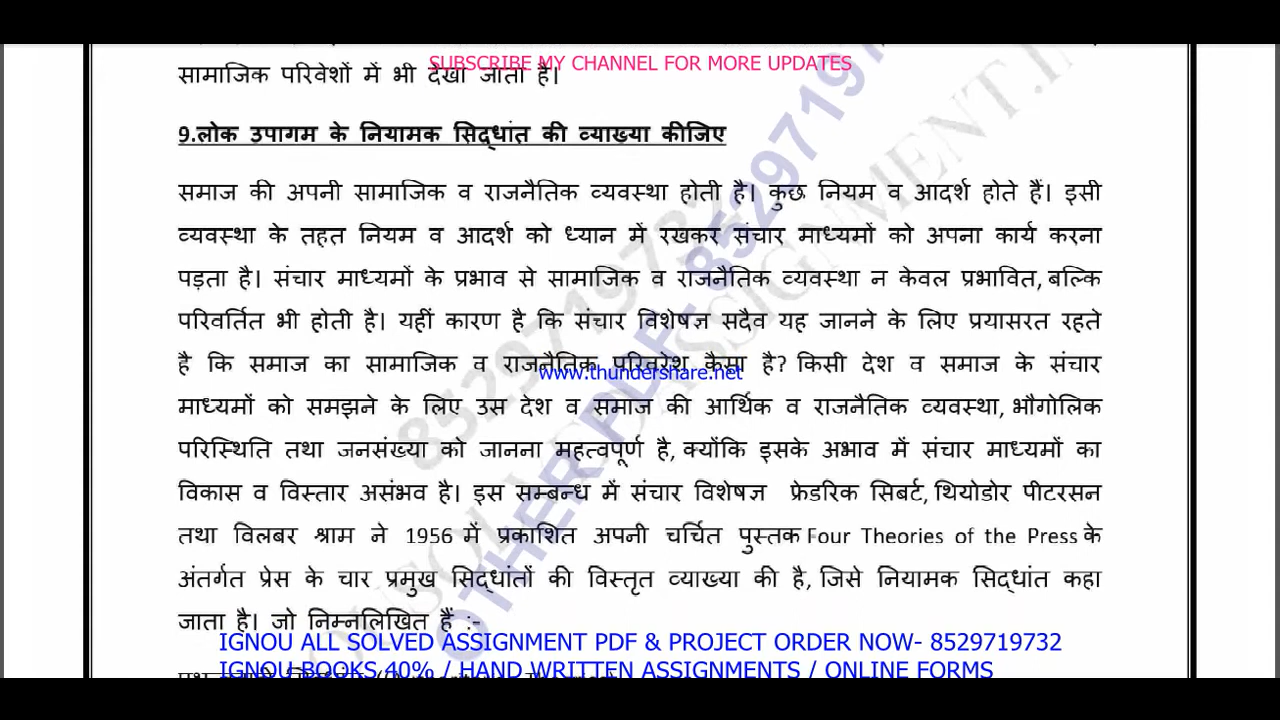 SUBSCRIBE MY CHANNEL FOR MORE UPDATES
सामाजिक परिवेशों में भी देखा जाता है।
9.लोक उपागम के नियामक सिद्धांत की व्याख्या कीजिए
समाज की अपनी सामाजिक व राजनैतिक व्यवस्था होती है। कुछ नियम व आदर्श होते हैं। इसी
व्यवस्था के तहत नियम व आदर्श को ध्यान में रखकर संचार माध्यमों को अपना कार्य करना
पड़ता है। संचार माध्यमों के प्रभाव से सामाजिक व राजनैतिक व्यवस्था न केवल प्रभावित, बल्कि
परिवर्तित भी होती है। यहीं कारण है कि संचार विशेषज्ञ सदैव यह जानने के लिए प्रयासरत रहते
है कि समाज का सामाजिक व राजनैतिक परिवरेश कैसा है? किसी देश व समाज के संचार
www.thundershare.net
माध्यमों को समझने के लिए उस देश व समाज की आर्थिक व राजनैतिक व्यवस्था, भौगोलिक
परिस्थिति तथा जनसंख्या को जानना महत्वपूर्ण है, क्योंकि इसके अभाव में संचार माध्यमों का
विकास व विस्तार असंभव है। इस सम्बन्ध में संचार विशेषज्ञ फ्रेडरिक सिबर्ट, थियोडोर पीटरसन
तथा विलबर श्राम ने 1956 में प्रकाशित अपनी चर्चित पुस्तक Four Theories of the Press के
अंतर्गत प्रेस के चार प्रमुख सिद्धांतों की विस्तृत व्याख्या की है, जिसे नियामक सिद्धांत कहा
जाता है। जो निम्नलिखित हैं :-
IGNOU ALL SOLVED ASSIGNMENT PDF & PROJECT ORDER NOW- 8529719732
IGNOU BOOKS 40% / HAND WRITTEN ASSIGNMENTS / ONLINE FORMS
OTHER PDF- 85297197
8529719732